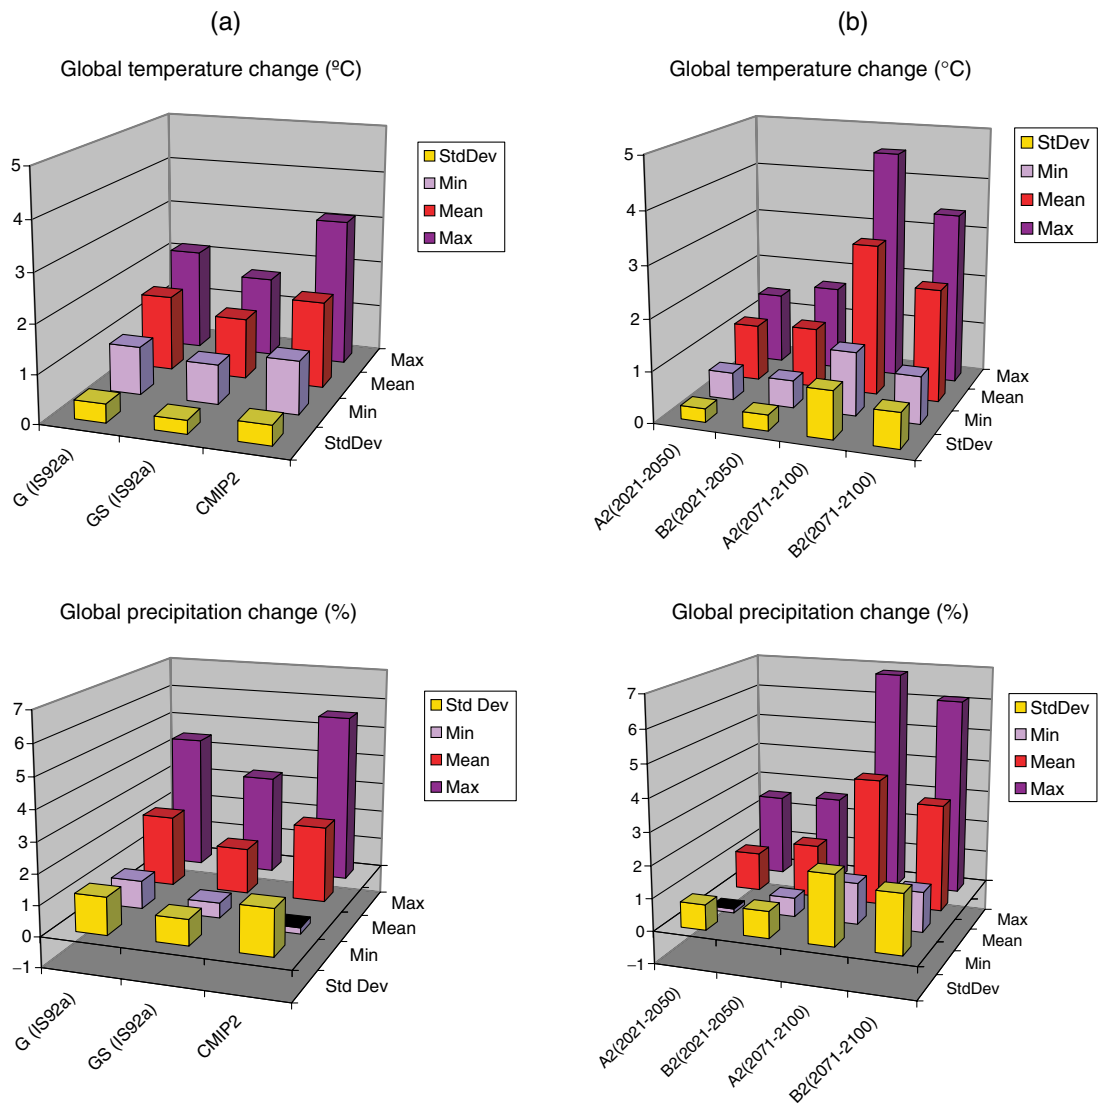 (a)
Global temperature change (ºC)
5
4
3
2
1
0
G (IS92a)
GS (IS92a)
CMIP2
StdDev
Min
Mean
Max
StdDev
Min
Mean
Max
(b)
Global temperature change (°C)
5
4
3
2
1
0
A2(2021-2050)
B2(2021-2050)
A2(2071-2100)
B2(2071-2100)
StDev
Min
Mean
Max
StDev
Min
Mean
Max
Global precipitation change (%)
7
6
5
4
3
2
1
0
−1
G (IS92a)
GS (IS92a)
CMIP2
Std Dev
Min
Mean
Max
Std Dev
Min
Mean
Max
Global precipitation change (%)
7
6
5
4
3
2
1
0
−1
A2(2021-2050)
B2(2021-2050)
A2(2071-2100)
B2(2071-2100)
StdDev
Min
Mean
Max
StdDev
Min
Mean
Max